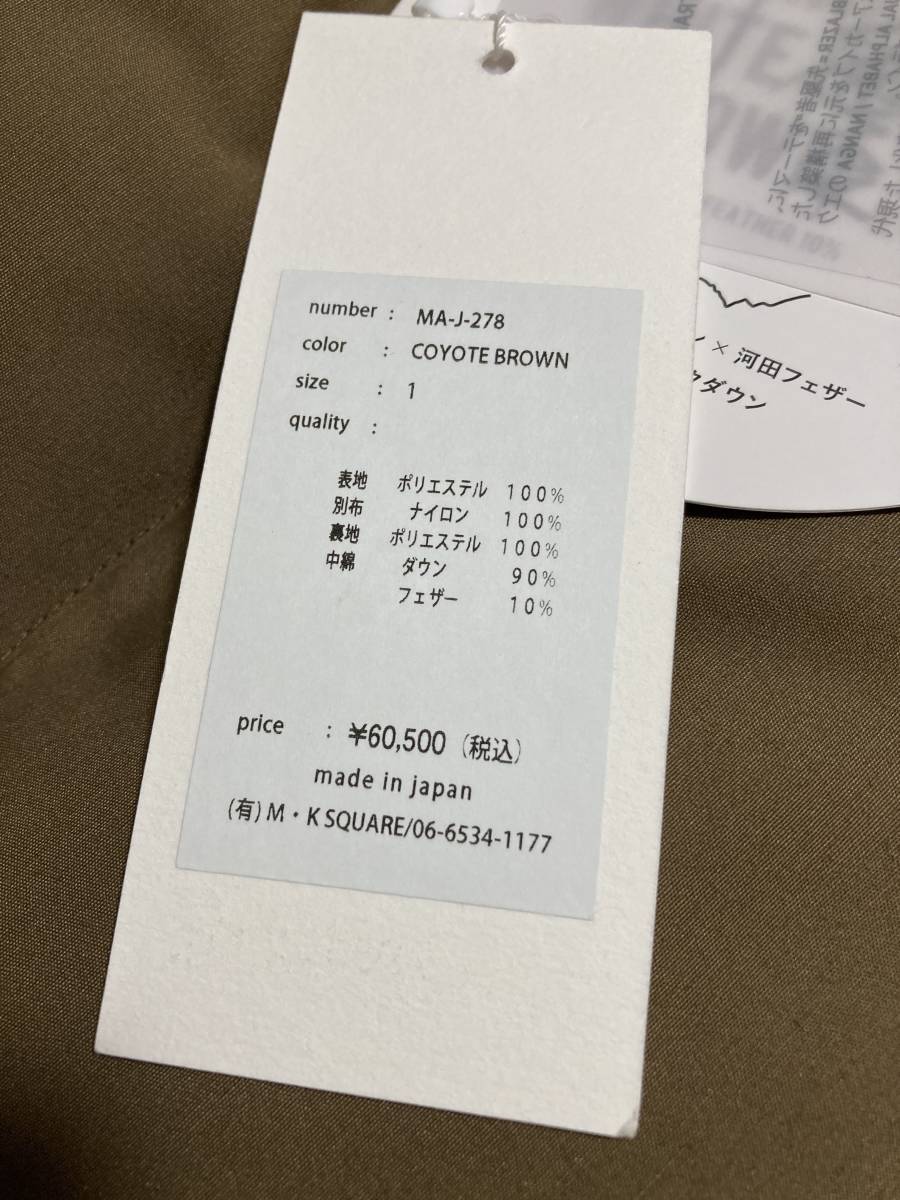 number : MA-J-278
color : COYOTE BROWN
size : 1
quality :
表地 ポリエステル 100%
別布 ナイロン 100%
裏地 ポリエステル 100%
中綿 ダウン 90%
フェザー 10%
price : ¥60,500 (税込)
made in japan
(有) M・K SQUARE/06-6534-1177
× 河田フェザー
クダウン